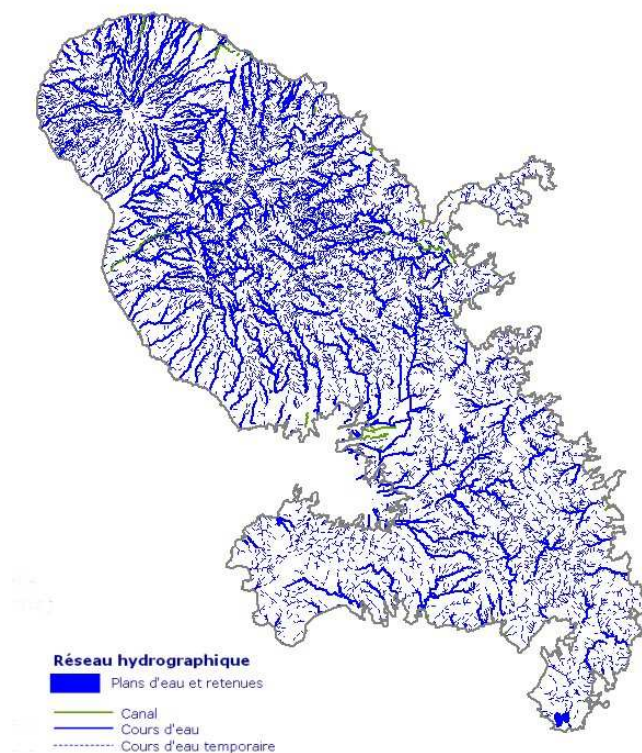 Réseau hydrographique
Plans d'eau et retenues
Canal
Cours d'eau
Cours d'eau temporaire